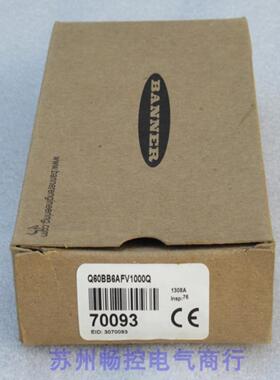 BANNER
www.bannerengineering.com
Q60BB6AFV1000Q
1308A
Insp:76
70093
CE
EID: 3070093
苏州畅控电气商行